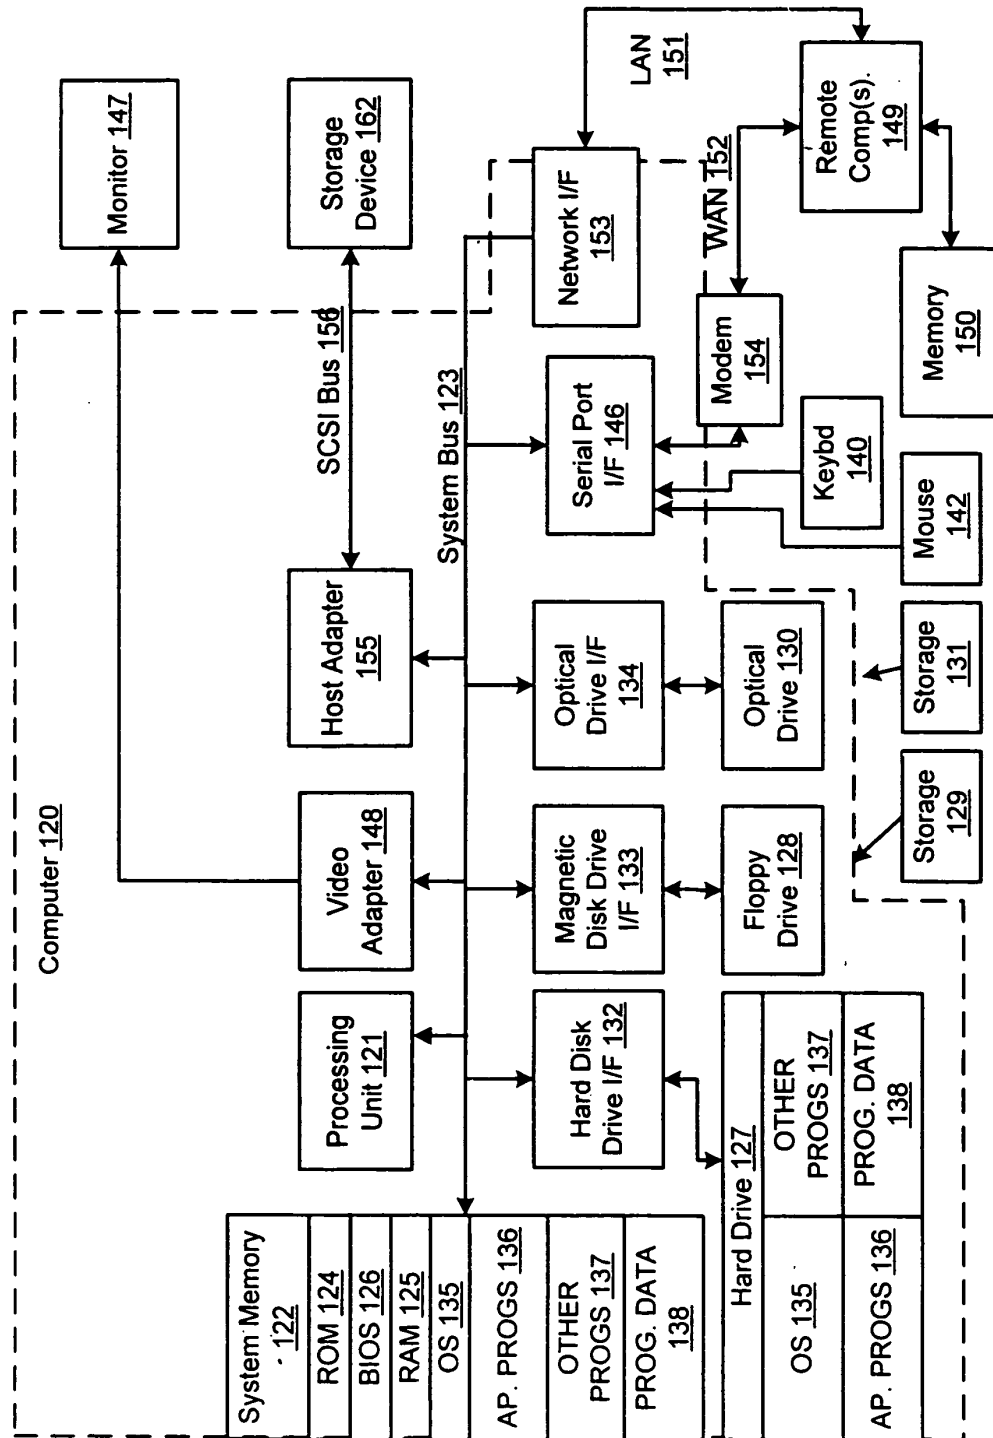 Computer 120
Monitor 147
Storage
Device 162
SCSI Bus 156
System Memory
122
ROM 124
BIOS 126
RAM 125
OS 135
AP. PROGS 136
OTHER
PROGS 137
PROG. DATA
138
Processing
Unit 121
Video
Adapter 148
Host Adapter
155
System Bus 123
Hard Disk
Drive I/F 132
Magnetic
Disk Drive
I/F 133
Optical
Drive I/F
134
Serial Port
I/F 146
Network I/F
153
LAN
151
Hard Drive 127
OS 135
OTHER
PROGS 137
AP. PROGS 136
PROG. DATA
138
Floppy
Drive 128
Optical
Drive 130
Modem
154
WAN 152
Remote
Comp(s).
149
Keybd
140
Storage
129
Storage
131
Mouse
142
Memory
150